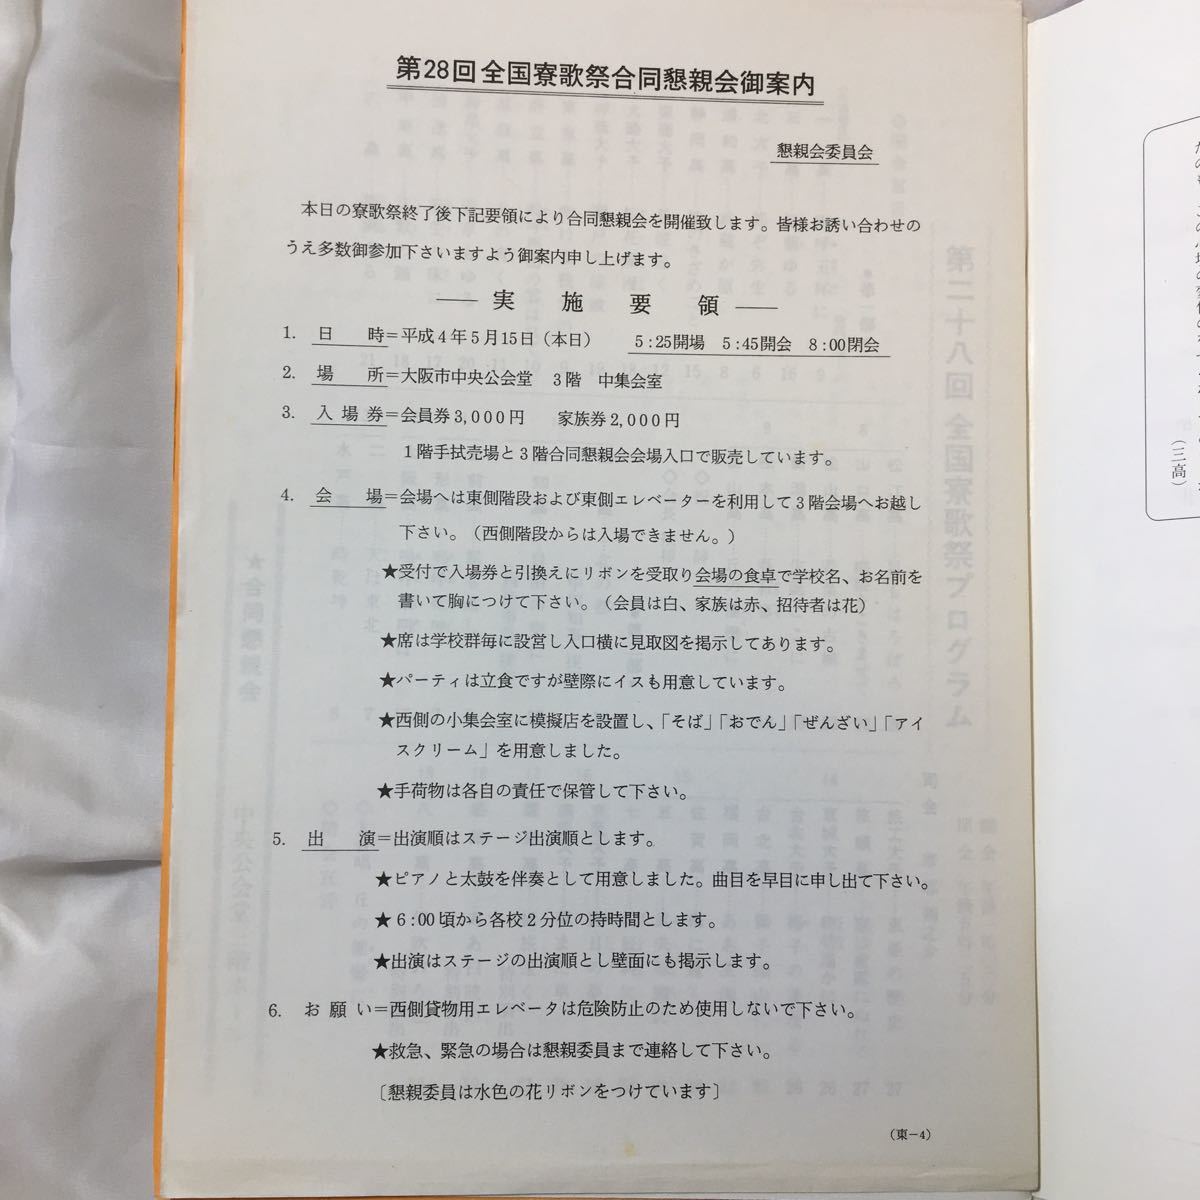 第28回全国寮歌祭合同懇親会御案内
懇親会委員会
本日の寮歌祭終了後下記要領により合同懇親会を開催致します。皆様お誘い合わせの
うえ多数御参加下さいますよう御案内申し上げます。
── 実 施 要 領 ──
1. 日 時＝平成4年5月15日（本日） 5:25開場 5:45開会 8:00閉会
2. 場 所＝大阪市中央公会堂 3階 中集会室
3. 入 場 券＝会員券3,000円 家族券2,000円
1階手拭売場と3階合同懇親会会場入口で販売しています。
4. 会 場＝会場へは東側階段および東側エレベーターを利用して3階会場へお越し
下さい。（西側階段からは入場できません。）
★受付で入場券と引換えにリボンを受取り会場の食卓で学校名、お名前を
書いて胸につけて下さい。（会員は白、家族は赤、招待者は花）
★席は学校群毎に設営し入口横に見取図を掲示してあります。
★パーティは立食ですが壁際にイスも用意しています。
★西側の小集会室に模擬店を設置し、「そば」「おでん」「ぜんざい」「アイ
スクリーム」を用意しました。
★手荷物は各自の責任で保管して下さい。
5. 出 演＝出演順はステージ出演順とします。
★ピアノと太鼓を伴奏として用意しました。曲目を早目に申し出て下さい。
★6:00頃から各校2分位の持時間とします。
★出演はステージの出演順とし壁面にも掲示します。
6. お 願 い＝西側貸物用エレベータは危険防止のため使用しないで下さい。
★救急、緊急の場合は懇親委員まで連絡して下さい。
〔懇親委員は水色の花リボンをつけています〕
（東－4）
（三高）
第二十八回 全国寮歌祭プログラム
★合同懇親会